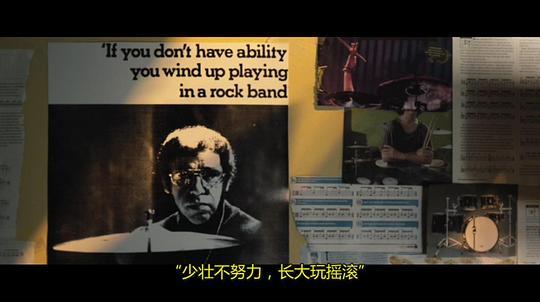 ‘If you don't have ability
you wind up playing
in a rock band
“少壮不努力，长大玩摇滚”